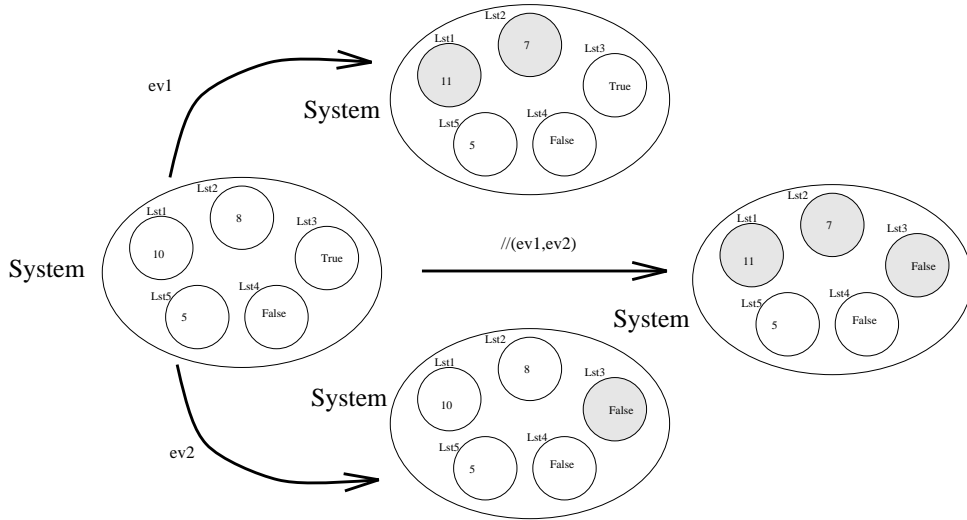 Lst2
Lst1
7
Lst3
11
True
ev1
System
Lst5
Lst4
5
False
Lst2
Lst1
8
Lst3
10
True
System
Lst5
Lst4
5
False
//(ev1,ev2)
Lst2
Lst1
7
Lst3
11
False
System
Lst5
Lst4
5
False
Lst2
Lst1
8
Lst3
10
False
System
Lst5
Lst4
5
False
ev2